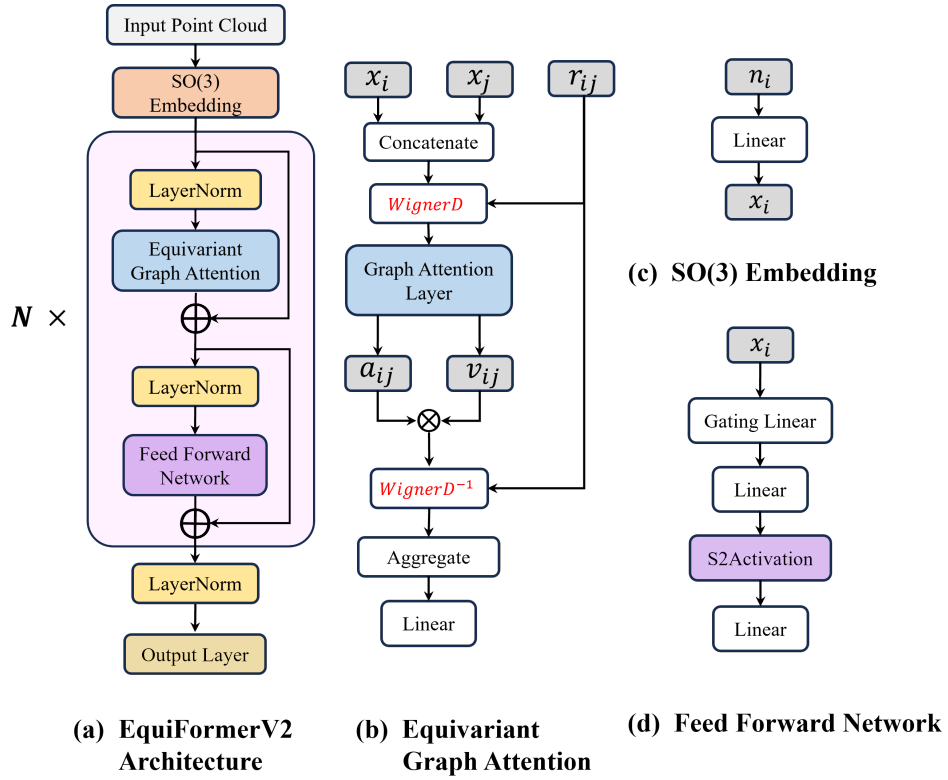 Input Point Cloud
SO(3)
Embedding
LayerNorm
Equivariant
Graph Attention
N ×
LayerNorm
Feed Forward
Network
LayerNorm
Output Layer
(a) EquiFormerV2
Architecture
x_i
x_j
r_ij
Concatenate
WignerD
Graph Attention
Layer
a_ij
v_ij
WignerD⁻¹
Aggregate
Linear
(b) Equivariant
Graph Attention
n_i
Linear
x_i
(c) SO(3) Embedding
x_i
Gating Linear
Linear
S2Activation
Linear
(d) Feed Forward Network